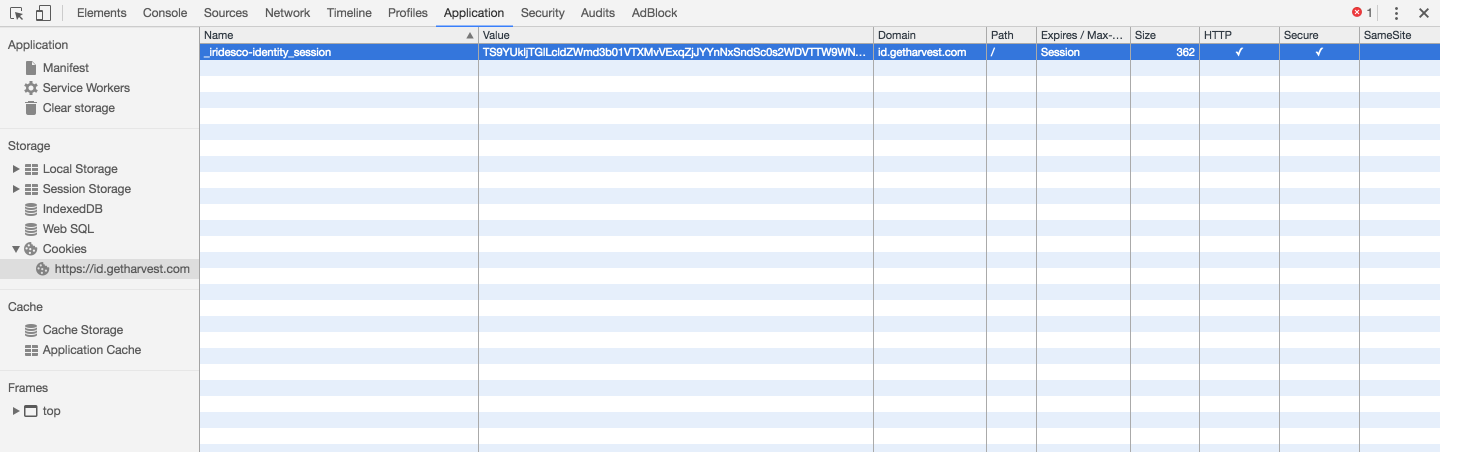 Elements Console Sources Network Timeline Profiles Application Security Audits AdBlock 1
Application
Manifest
Service Workers
Clear storage
Storage
Local Storage
Session Storage
IndexedDB
Web SQL
Cookies
https://id.getharvest.com
Cache
Cache Storage
Application Cache
Frames
top
Name Value Domain Path Expires / Max-... Size HTTP Secure SameSite
_iridesco-identity_session id.getharvest.com / Session 362 ✓ ✓